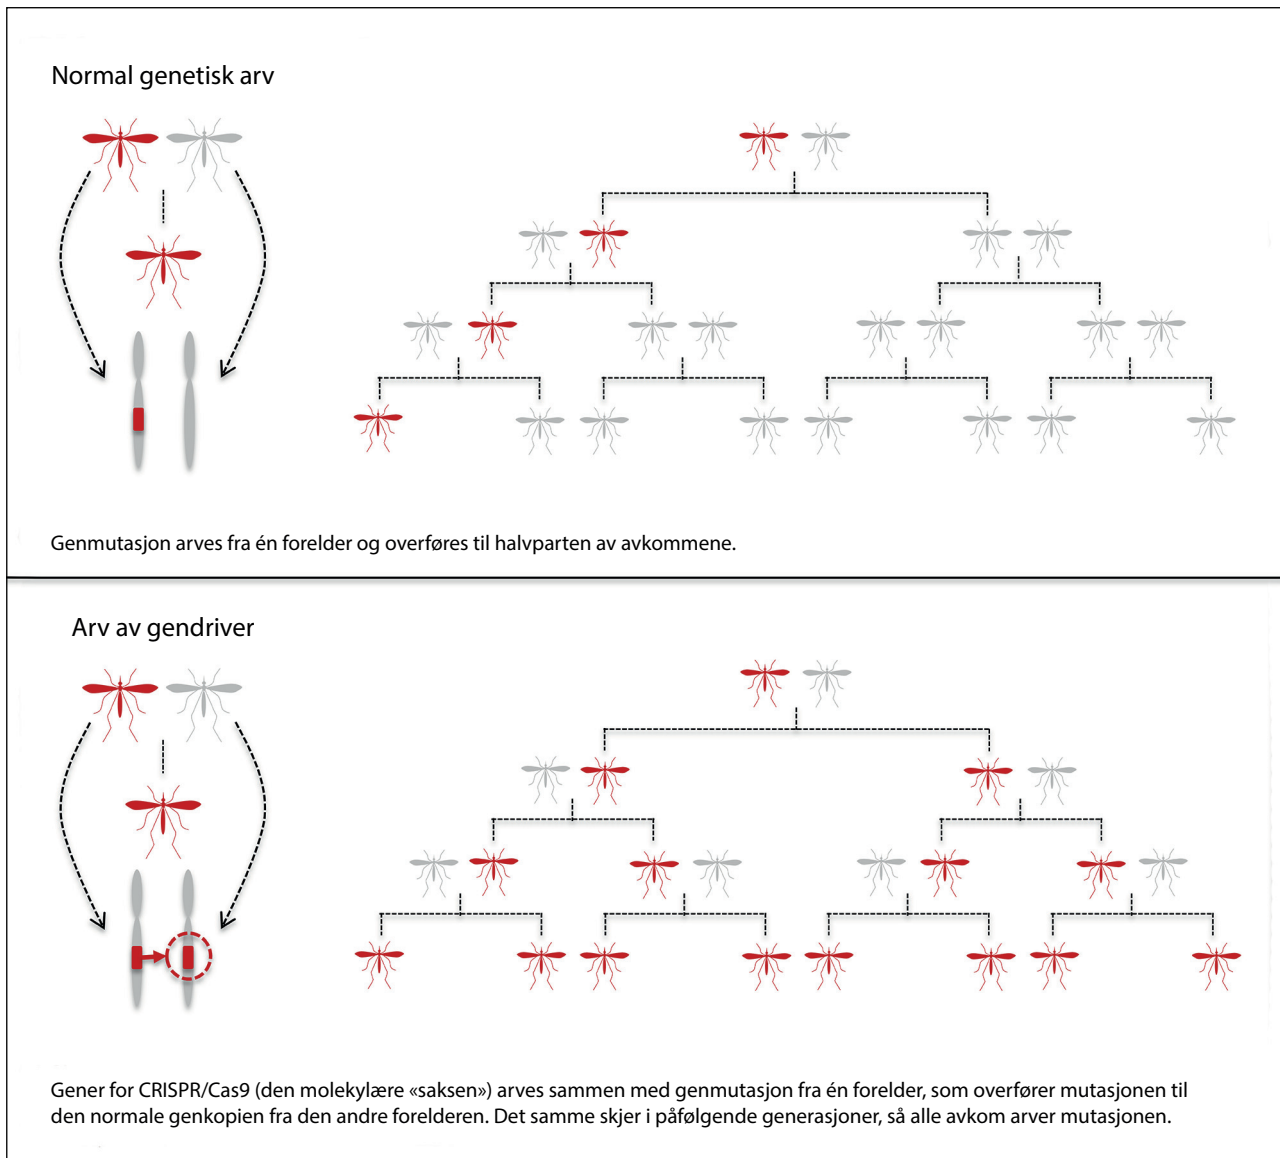 Normal genetisk arv
Genmutasjon arves fra én forelder og overføres til halvparten av avkommene.
Arv av gendriver
Gener for CRISPR/Cas9 (den molekylære «saksen») arves sammen med genmutasjon fra én forelder, som overfører mutasjonen til
den normale genkopien fra den andre forelderen. Det samme skjer i påfølgende generasjoner, så alle avkom arver mutasjonen.